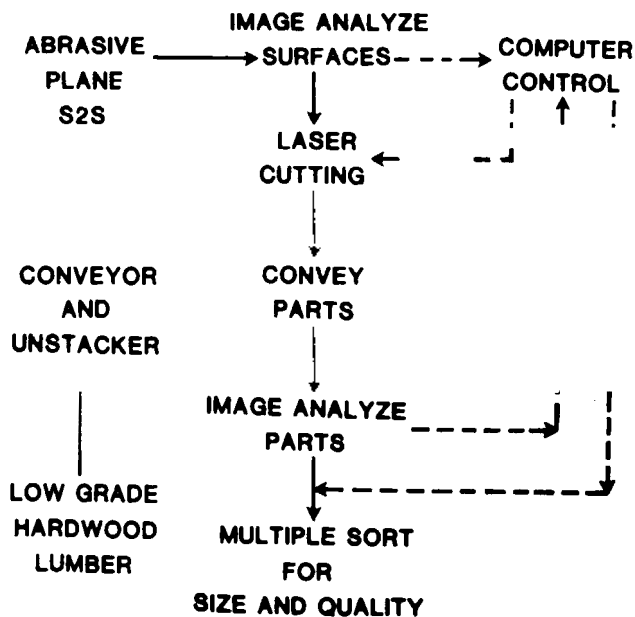 ABRASIVE
PLANE
S2S
IMAGE ANALYZE
SURFACES
COMPUTER
CONTROL
LASER
CUTTING
CONVEYOR
AND
UNSTACKER
CONVEY
PARTS
IMAGE ANALYZE
PARTS
LOW GRADE
HARDWOOD
LUMBER
MULTIPLE SORT
FOR
SIZE AND QUALITY